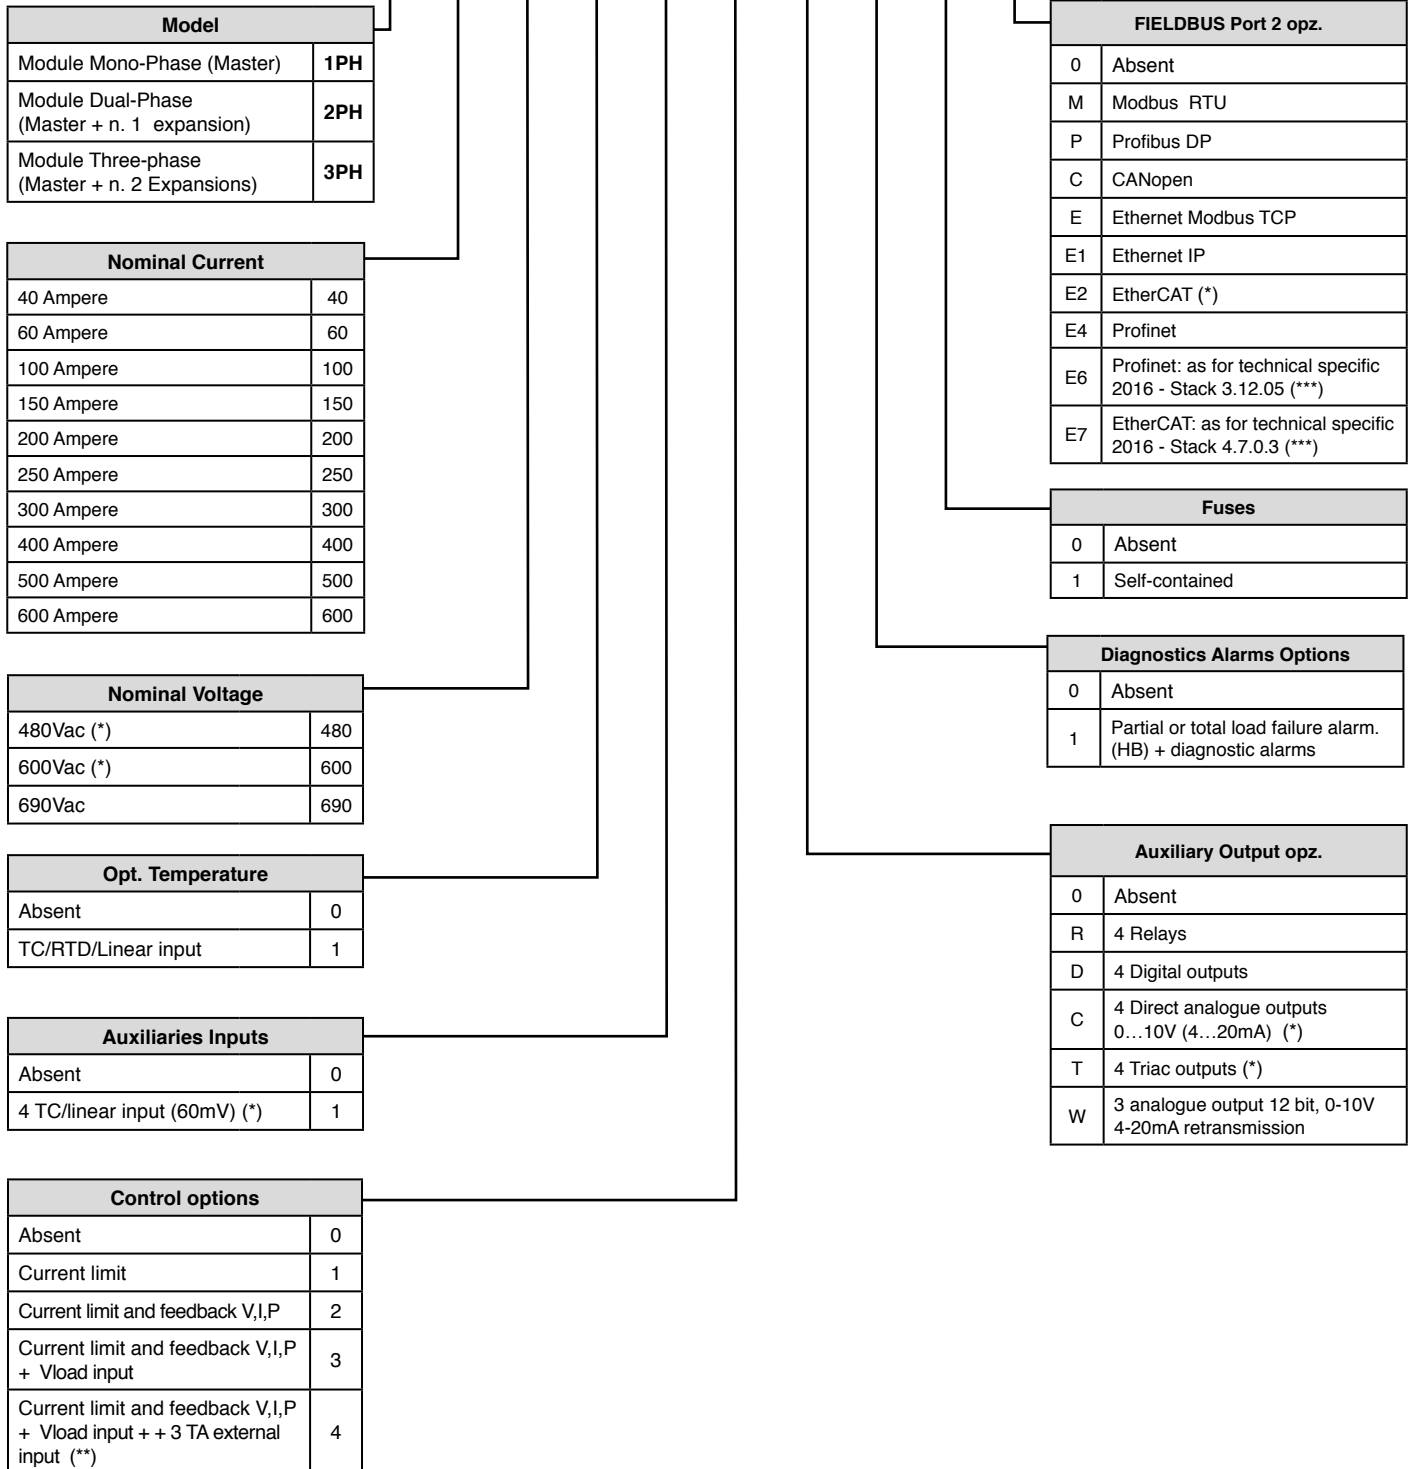 Model
Module Mono-Phase (Master) 1PH
Module Dual-Phase
(Master + n. 1 expansion) 2PH
Module Three-phase
(Master + n. 2 Expansions) 3PH
Nominal Current
40 Ampere 40
60 Ampere 60
100 Ampere 100
150 Ampere 150
200 Ampere 200
250 Ampere 250
300 Ampere 300
400 Ampere 400
500 Ampere 500
600 Ampere 600
Nominal Voltage
480Vac (*) 480
600Vac (*) 600
690Vac 690
Opt. Temperature
Absent 0
TC/RTD/Linear input 1
Auxiliaries Inputs
Absent 0
4 TC/linear input (60mV) (*) 1
Control options
Absent 0
Current limit 1
Current limit and feedback V,I,P 2
Current limit and feedback V,I,P
+ Vload input 3
Current limit and feedback V,I,P
+ Vload input + + 3 TA external
input (**) 4
FIELDBUS Port 2 opz.
0 Absent
M Modbus RTU
P Profibus DP
C CANopen
E Ethernet Modbus TCP
E1 Ethernet IP
E2 EtherCAT (*)
E4 Profinet
E6 Profinet: as for technical specific
2016 - Stack 3.12.05 (***)
E7 EtherCAT: as for technical specific
2016 - Stack 4.7.0.3 (***)
Fuses
0 Absent
1 Self-contained
Diagnostics Alarms Options
0 Absent
1 Partial or total load failure alarm.
(HB) + diagnostic alarms
Auxiliary Output opz.
0 Absent
R 4 Relays
D 4 Digital outputs
C 4 Direct analogue outputs
0…10V (4…20mA) (*)
T 4 Triac outputs (*)
W 3 analogue output 12 bit, 0-10V
4-20mA retransmission